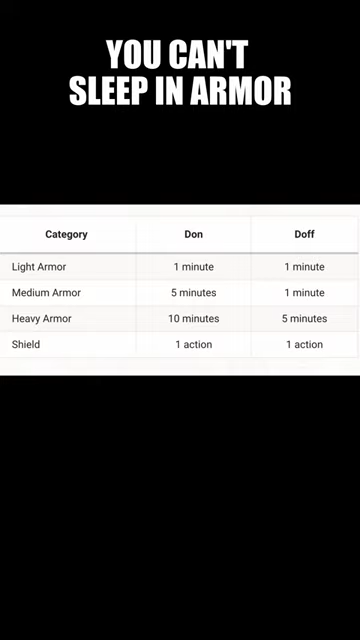 YOU CAN'T
SLEEP IN ARMOR
Category Don Doff
Light Armor 1 minute 1 minute
Medium Armor 5 minutes 1 minute
Heavy Armor 10 minutes 5 minutes
Shield 1 action 1 action